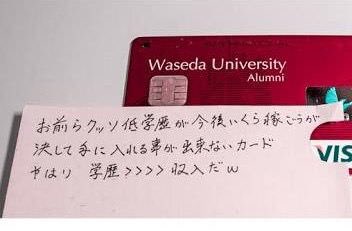 Waseda University
Alumni
お前らクッソ低学歴が今後いくら稼ごうが
決して手に入れる事が出来ないカード
やはり 学歴>>>>収入だw
VIS